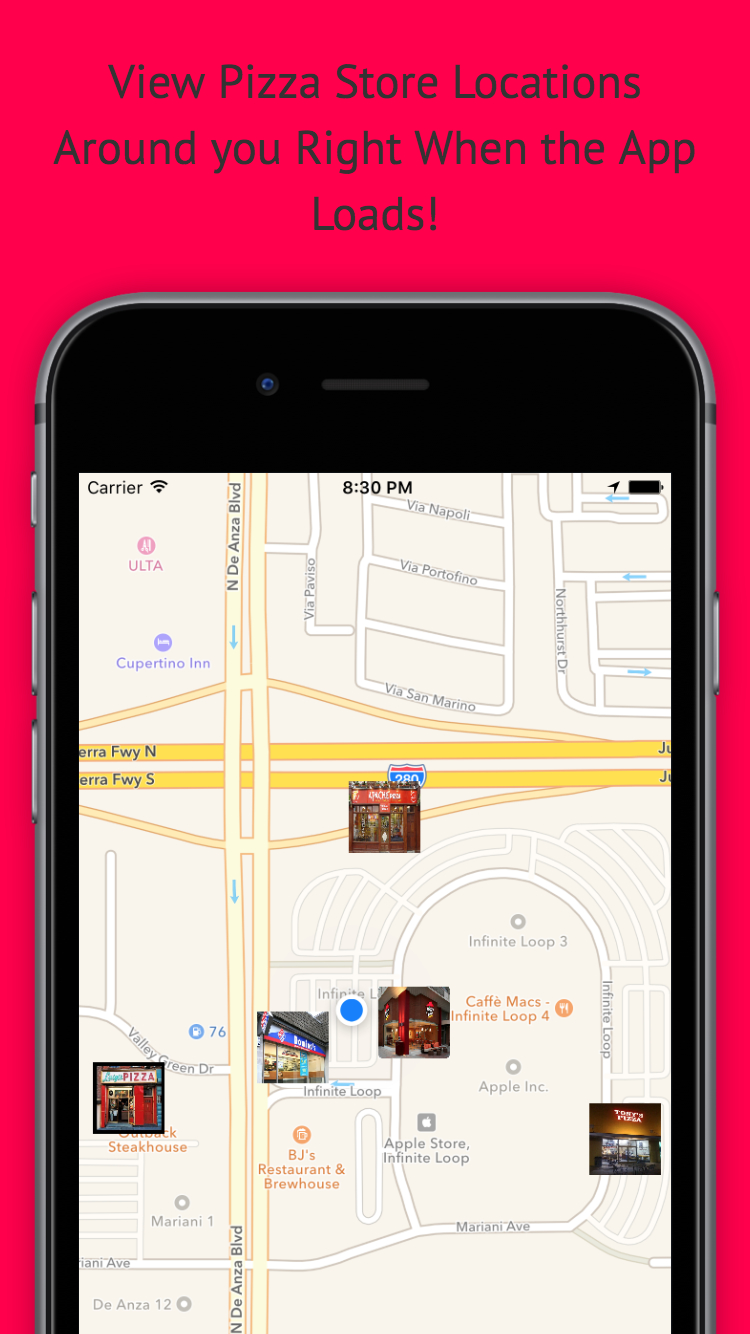 View Pizza Store Locations
Around you Right When the App
Loads!
Carrier
8:30 PM
N De Anza Blvd
Via Napoli
ULTA
Via Portofino
Via Paviso
Northhurst Dr
Cupertino Inn
Via San Marino
erra Fwy N
Ju
erra Fwy S
280
Ju
Infinite Loop 3
Infinite L
Caffè Macs -
Infinite Loop 4
Infinite Loop
76
Domino's
Valley Green Dr
PIZZA
Apple Inc.
Infinite Loop
TONY'S
PIZZA
Outback
Steakhouse
BJ's
Restaurant &
Brewhouse
Apple Store,
Infinite Loop
Mariani 1
Mariani Ave
iani Ave
N De Anza Blvd
De Anza 12